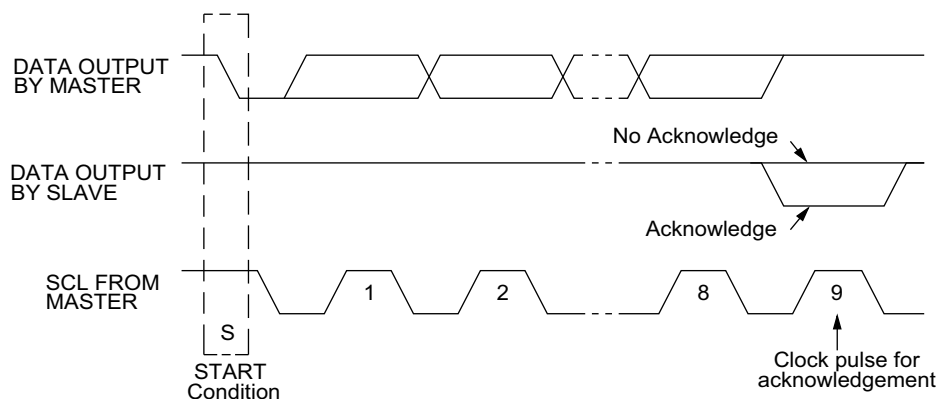 DATA OUTPUT
BY MASTER
No Acknowledge
DATA OUTPUT
BY SLAVE
Acknowledge
SCL FROM
MASTER
1
2
8
9
S
START
Condition
Clock pulse for
acknowledgement